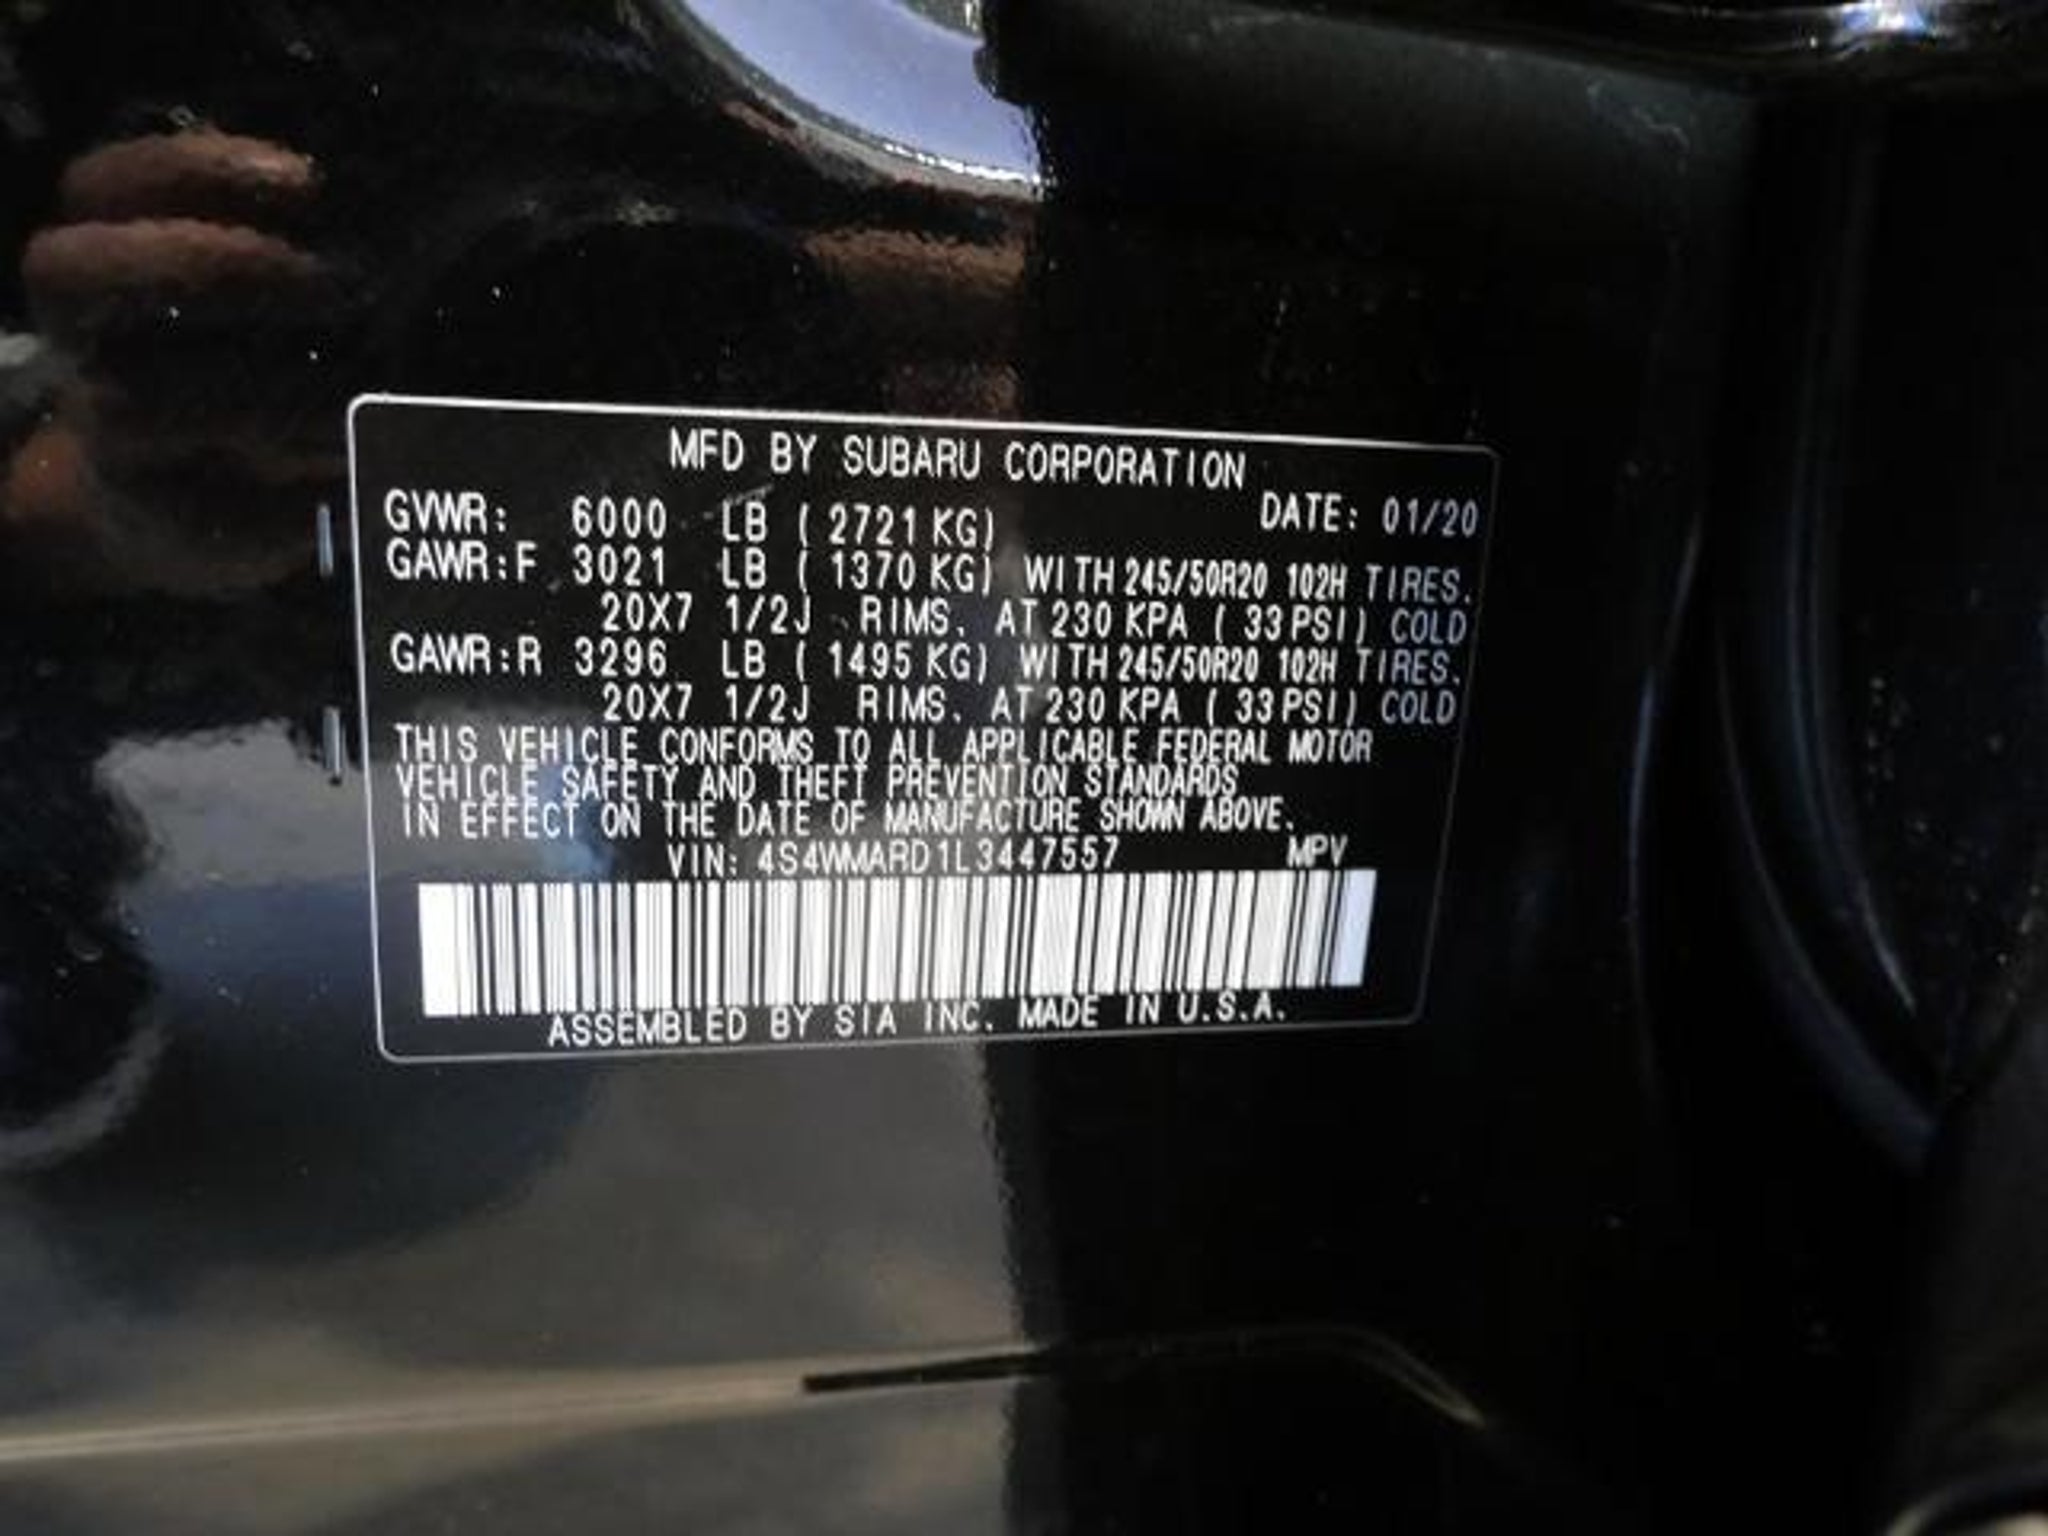 MFD BY SUBARU CORPORATION
GVWR: 6000 LB ( 2721 KG) DATE: 01/20
GAWR:F 3021 LB ( 1370 KG) WITH 245/50R20 102H TIRES.
20X7 1/2J RIMS. AT 230 KPA ( 33 PSI) COLD
GAWR:R 3296 LB ( 1495 KG) WITH 245/50R20 102H TIRES.
20X7 1/2J RIMS. AT 230 KPA ( 33 PSI) COLD
THIS VEHICLE CONFORMS TO ALL APPLICABLE FEDERAL MOTOR
VEHICLE SAFETY AND THEFT PREVENTION STANDARDS
IN EFFECT ON THE DATE OF MANUFACTURE SHOWN ABOVE.
VIN: 4S4WMARD1L3447557 MPV
ASSEMBLED BY SIA INC. MADE IN U.S.A.